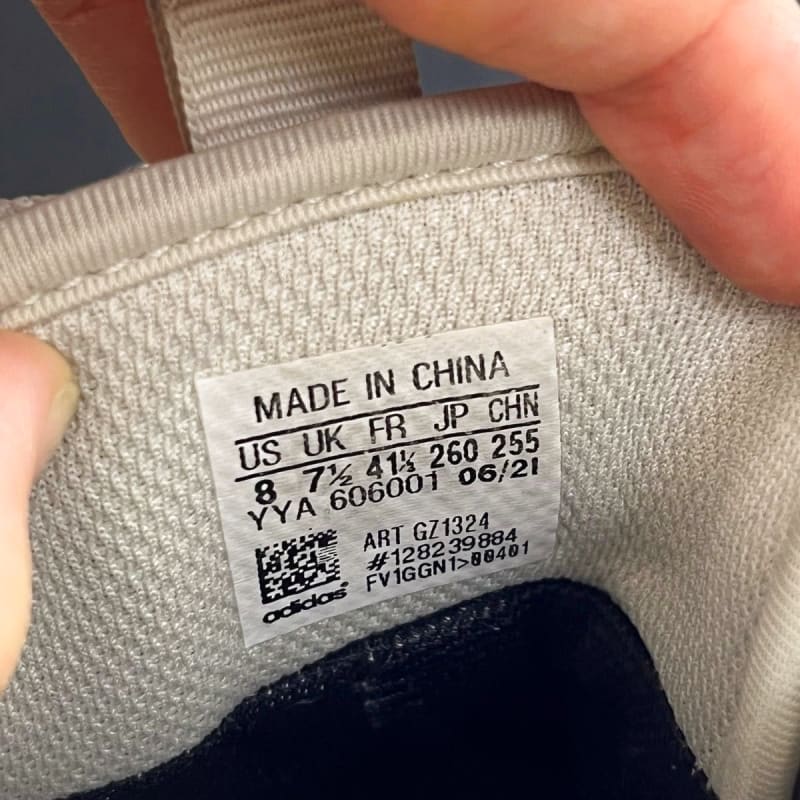 MADE IN CHINA
US UK FR JP CHN
8 7½ 41⅓ 260 255
YYA 606001 06/21
ART GZ1324
#128239884
FV1GGN1>00401
adidas